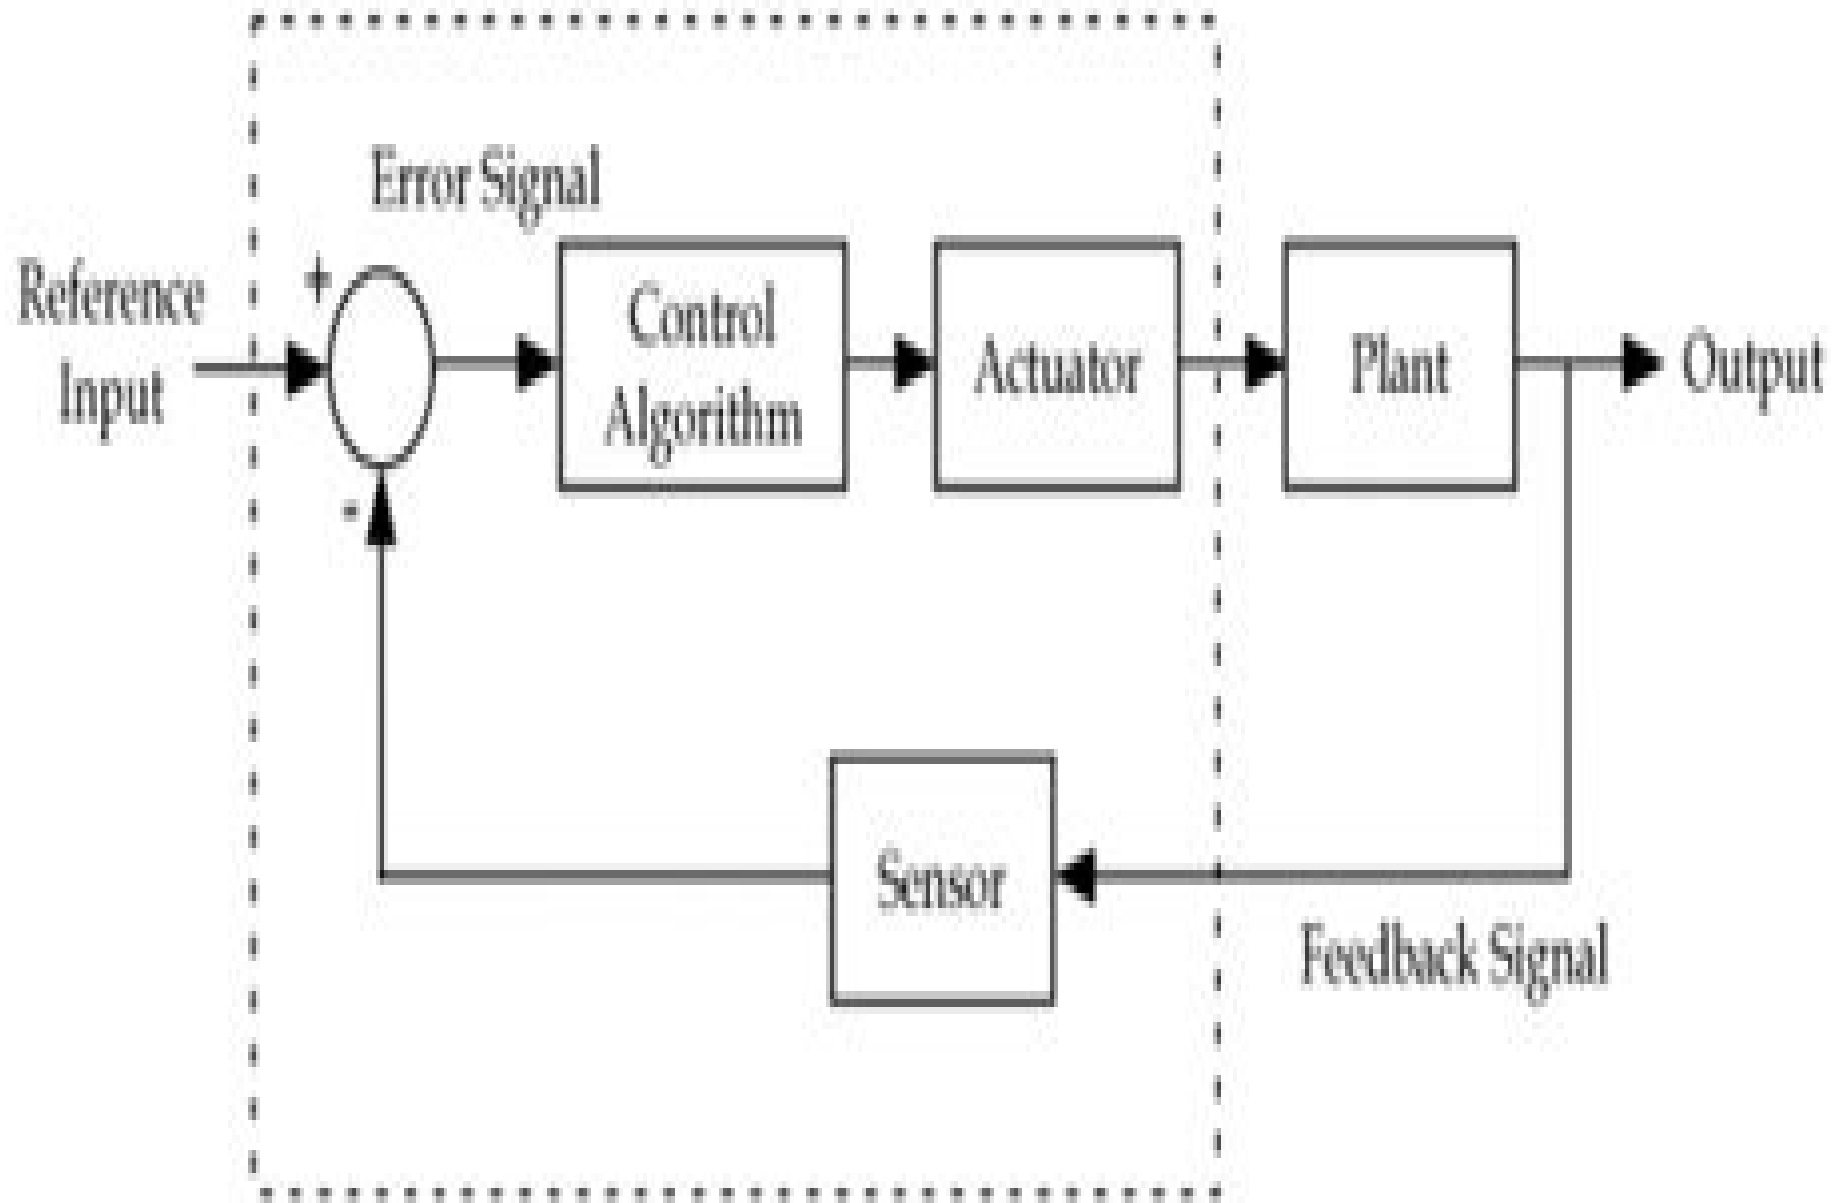 Error Signal
Reference
Input
+
-
Control
Algorithm
Actuator
Plant
Output
Sensor
Feedback Signal